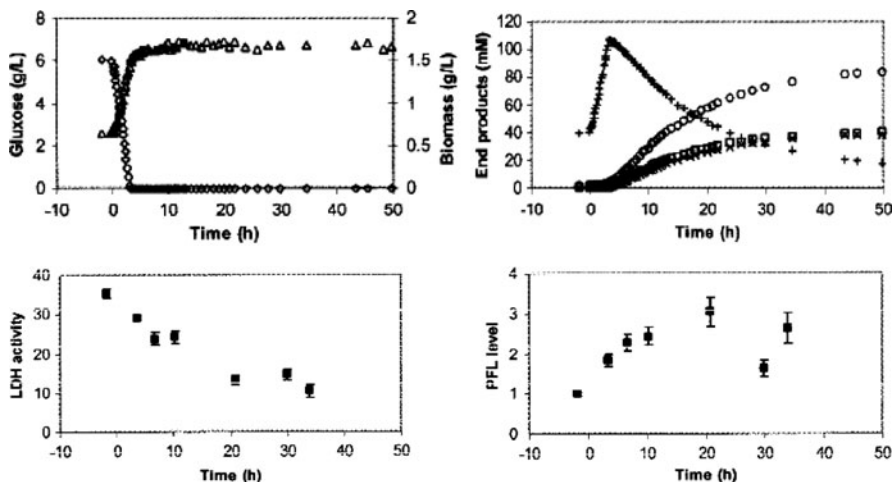 8
6
4
2
0
Gluxose (g/L)
2
1.5
1
0.5
0
Biomass (g/L)
-10 0 10 20 30 40 50
Time (h)
120
100
80
60
40
20
0
End products (mM)
-10 0 10 20 30 40 50
Time (h)
40
30
20
10
0
LDH activity
-10 0 10 20 30 40 50
Time (h)
4
3
2
1
0
PFL level
-10 0 10 20 30 40 50
Time (h)